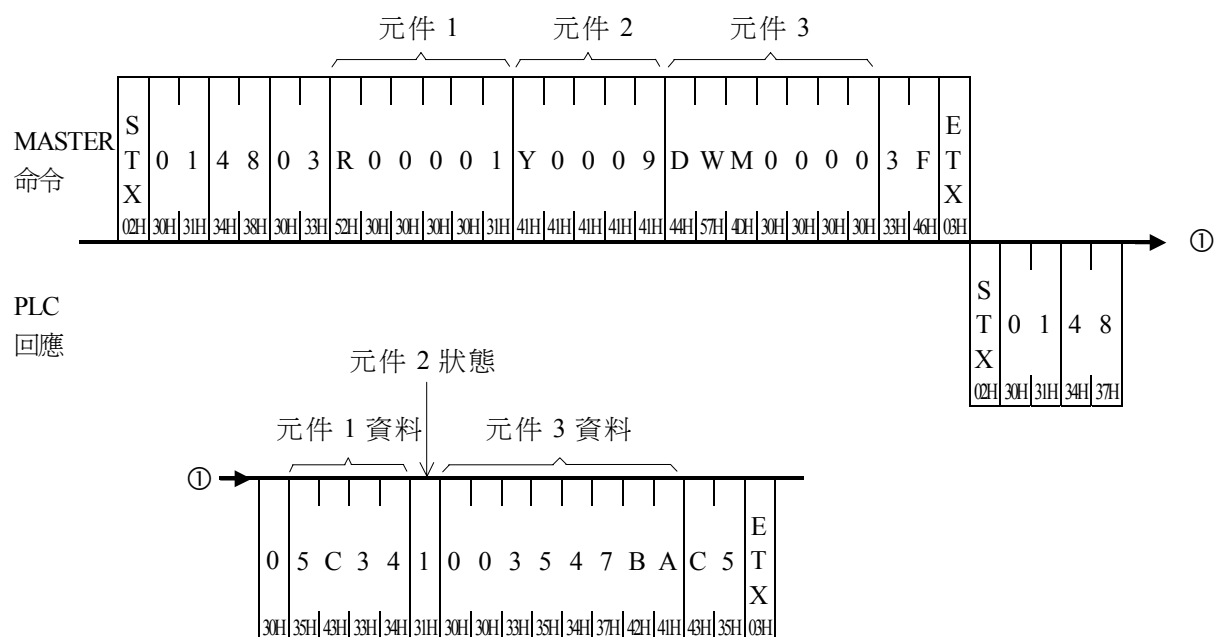 元件 1 元件 2 元件 3
MASTER 命令
STX 0 1 4 8 0 3 R 0 0 0 0 1 Y 0 0 0 9 D W M 0 0 0 0 3 F ETX
02H 30H 31H 34H 38H 30H 33H 52H 30H 30H 30H 30H 31H 41H 41H 41H 41H 41H 44H 57H 4DH 30H 30H 30H 30H 33H 46H 03H
①
PLC 回應
STX 0 1 4 8
02H 30H 31H 34H 37H
元件 2 狀態
元件 1 資料 元件 3 資料
①
0 5 C 3 4 1 0 0 3 5 4 7 B A C 5 ETX
30H 35H 43H 33H 34H 31H 30H 30H 33H 35H 34H 37H 42H 41H 43H 35H 03H